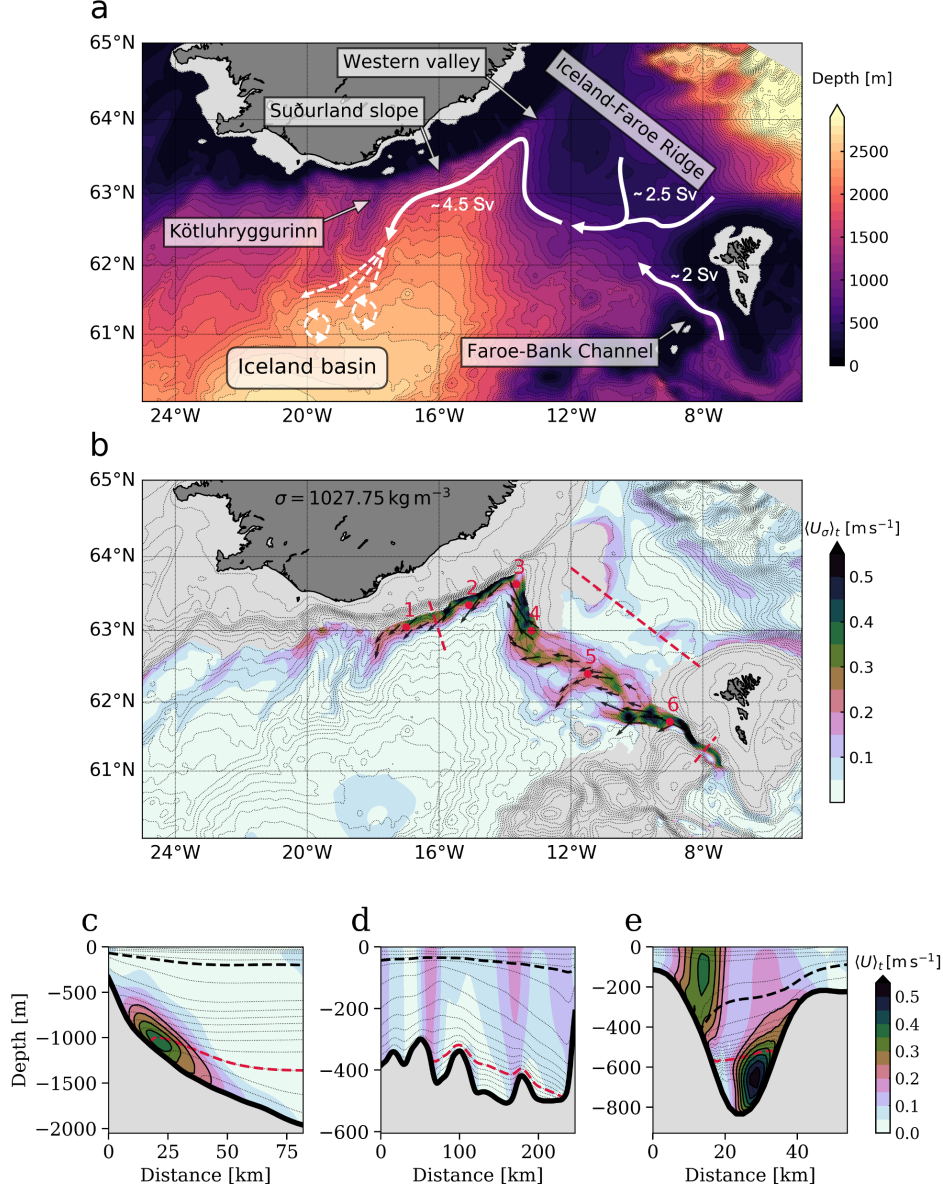 a
65°N
64°N
63°N
62°N
61°N
24°W
20°W
16°W
12°W
8°W
Western valley
Suðurland slope
Iceland-Faroe Ridge
~2.5 Sv
~4.5 Sv
Kötluhryggurinn
~2 Sv
Faroe-Bank Channel
Iceland basin
Depth [m]
2500
2000
1500
1000
500
0
b
65°N
64°N
63°N
62°N
61°N
24°W
20°W
16°W
12°W
8°W
σ = 1027.75 kg m⁻³
1
2
3
4
5
6
⟨Uσ⟩t [m s⁻¹]
0.5
0.4
0.3
0.2
0.1
c
0
−500
−1000
−1500
−2000
Depth [m]
0
25
50
75
Distance [km]
d
0
−200
−400
−600
0
100
200
Distance [km]
e
0
−200
−400
−600
−800
0
20
40
Distance [km]
⟨U⟩t [m s⁻¹]
0.5
0.4
0.3
0.2
0.1
0.0